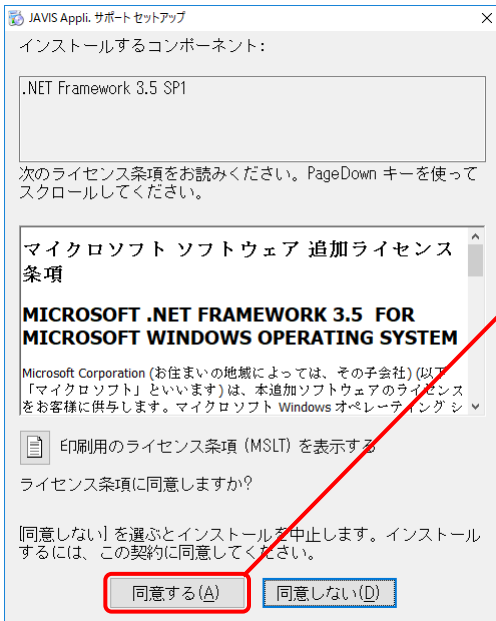 JAVIS Appli. サポート セットアップ
インストールするコンポーネント:
.NET Framework 3.5 SP1
次のライセンス条項をお読みください。PageDown キーを使って
スクロールしてください。
マイクロソフト ソフトウェア 追加ライセンス
条項
MICROSOFT .NET FRAMEWORK 3.5 FOR
MICROSOFT WINDOWS OPERATING SYSTEM
Microsoft Corporation (お住まいの地域によっては、その子会社) (以下
「マイクロソフト」といいます) は、本追加ソフトウェアのライセンス
をお客様に供与します。マイクロソフト Windows オペレーティング シ
印刷用のライセンス条項 (MSLT) を表示する
ライセンス条項に同意しますか?
[同意しない] を選ぶとインストールを中止します。インストール
するには、この契約に同意してください。
同意する(A)
同意しない(D)